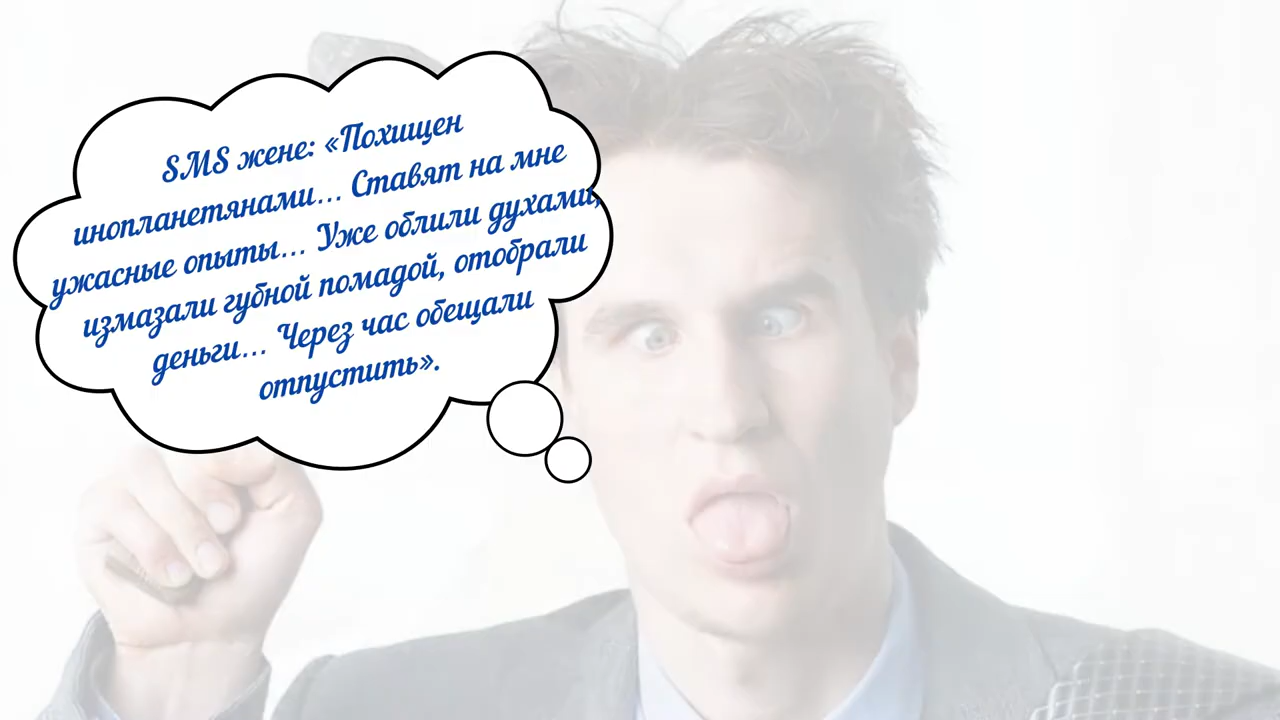 SMS жене: «Похищен
инопланетянами... Ставят на мне
ужасные опыты... Уже облили духами,
измазали губной помадой, отобрали
деньги... Через час обещали
отпустить».